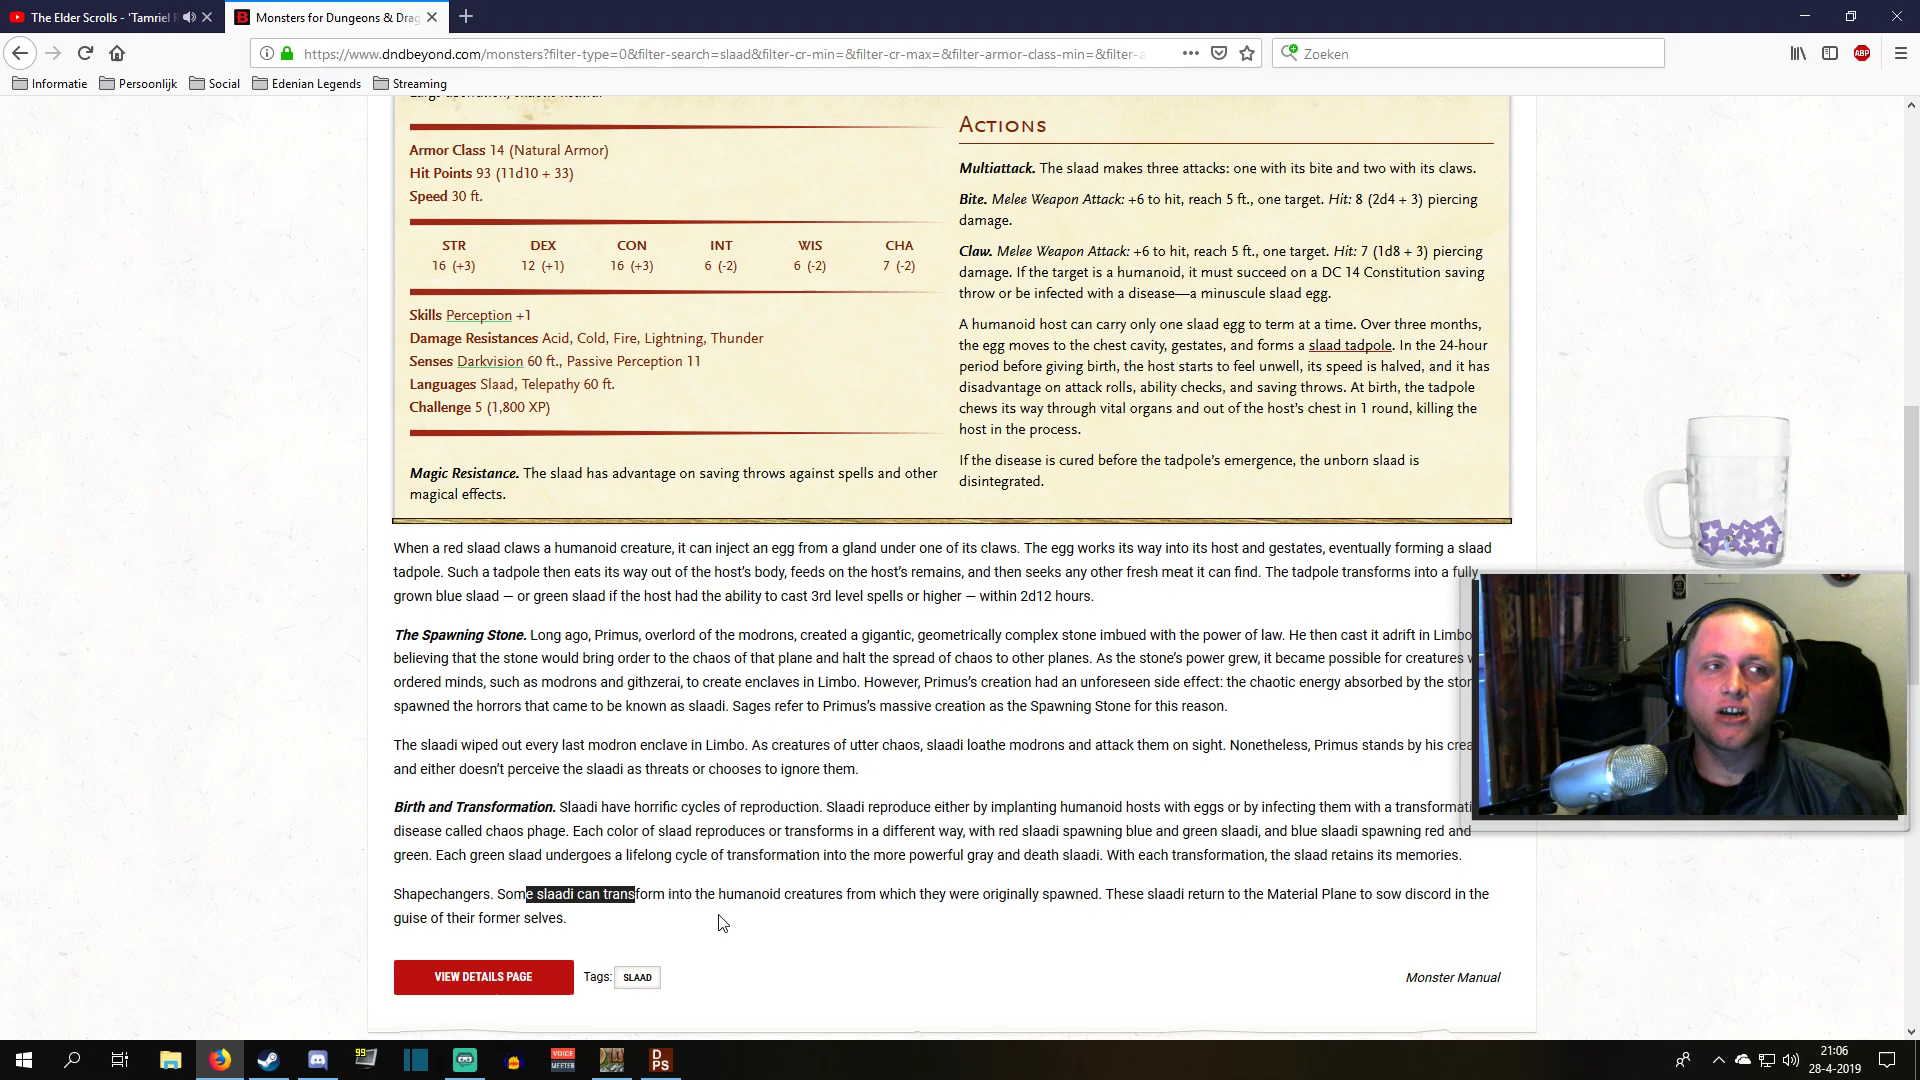 The Elder Scrolls - 'Tamriel
Monsters for Dungeons & Drag
https://www.dndbeyond.com/monsters?filter-type=0&filter-search=slaad&filter-cr-min=&filter-cr-max=&filter-armor-class-min=&filter-a
Zoeken
ABP
Informatie
Persoonlijk
Social
Edenian Legends
Streaming
Armor Class 14 (Natural Armor)
Hit Points 93 (11d10 + 33)
Speed 30 ft.
STR DEX CON INT WIS CHA
16 (+3) 12 (+1) 16 (+3) 6 (-2) 6 (-2) 7 (-2)
Skills Perception +1
Damage Resistances Acid, Cold, Fire, Lightning, Thunder
Senses Darkvision 60 ft., Passive Perception 11
Languages Slaad, Telepathy 60 ft.
Challenge 5 (1,800 XP)
Magic Resistance. The slaad has advantage on saving throws against spells and other
magical effects.
Actions
Multiattack. The slaad makes three attacks: one with its bite and two with its claws.
Bite. Melee Weapon Attack: +6 to hit, reach 5 ft., one target. Hit: 8 (2d4 + 3) piercing
damage.
Claw. Melee Weapon Attack: +6 to hit, reach 5 ft., one target. Hit: 7 (1d8 + 3) piercing
damage. If the target is a humanoid, it must succeed on a DC 14 Constitution saving
throw or be infected with a disease—a minuscule slaad egg.
A humanoid host can carry only one slaad egg to term at a time. Over three months,
the egg moves to the chest cavity, gestates, and forms a slaad tadpole. In the 24-hour
period before giving birth, the host starts to feel unwell, its speed is halved, and it has
disadvantage on attack rolls, ability checks, and saving throws. At birth, the tadpole
chews its way through vital organs and out of the host's chest in 1 round, killing the
host in the process.
If the disease is cured before the tadpole's emergence, the unborn slaad is
disintegrated.
When a red slaad claws a humanoid creature, it can inject an egg from a gland under one of its claws. The egg works its way into its host and gestates, eventually forming a slaad
tadpole. Such a tadpole then eats its way out of the host's body, feeds on the host's remains, and then seeks any other fresh meat it can find. The tadpole transforms into a fully
grown blue slaad — or green slaad if the host had the ability to cast 3rd level spells or higher — within 2d12 hours.
The Spawning Stone. Long ago, Primus, overlord of the modrons, created a gigantic, geometrically complex stone imbued with the power of law. He then cast it adrift in Limbo
believing that the stone would bring order to the chaos of that plane and halt the spread of chaos to other planes. As the stone's power grew, it became possible for creatures
ordered minds, such as modrons and githzerai, to create enclaves in Limbo. However, Primus's creation had an unforeseen side effect: the chaotic energy absorbed by the sto
spawned the horrors that came to be known as slaadi. Sages refer to Primus's massive creation as the Spawning Stone for this reason.
The slaadi wiped out every last modron enclave in Limbo. As creatures of utter chaos, slaadi loathe modrons and attack them on sight. Nonetheless, Primus stands by his crea
and either doesn't perceive the slaadi as threats or chooses to ignore them.
Birth and Transformation. Slaadi have horrific cycles of reproduction. Slaadi reproduce either by implanting humanoid hosts with eggs or by infecting them with a transformati
disease called chaos phage. Each color of slaad reproduces or transforms in a different way, with red slaadi spawning blue and green slaadi, and blue slaadi spawning red and
green. Each green slaad undergoes a lifelong cycle of transformation into the more powerful gray and death slaadi. With each transformation, the slaad retains its memories.
Shapechangers. Some slaadi can transform into the humanoid creatures from which they were originally spawned. These slaadi return to the Material Plane to sow discord in the
guise of their former selves.
VIEW DETAILS PAGE
Tags: SLAAD
Monster Manual
99
VOICE
MEETER
D
PS
21:06
28-4-2019